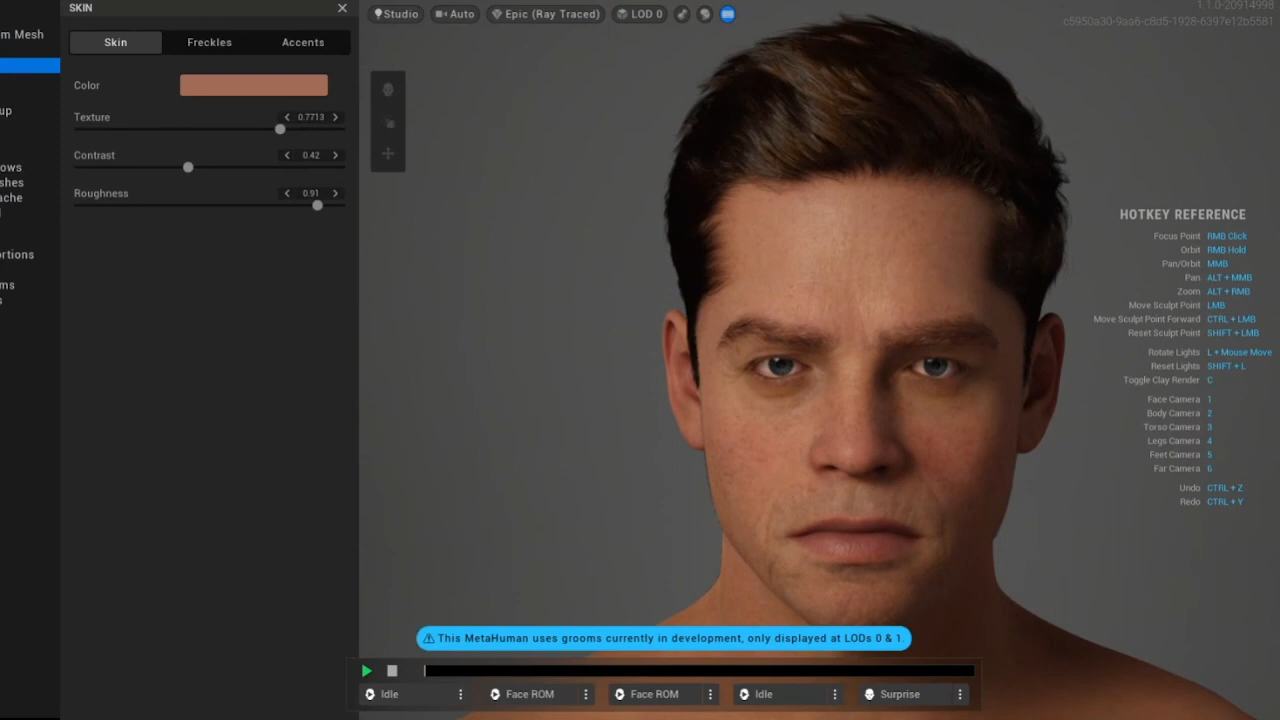 m Mesh
up
ows
shes
ache
ortions
ms
s
SKIN
Skin Freckles Accents
Color
Texture 0.7713
Contrast 0.42
Roughness 0.91
Studio Auto Epic (Ray Traced) LOD 0
1.1.0-20914998
c5950a30-9aa6-c8d5-1928-6397e12b5581
HOTKEY REFERENCE
Focus Point RMB Click
Orbit RMB Hold
Pan/Orbit MMB
Pan ALT + MMB
Zoom ALT + RMB
Move Sculpt Point LMB
Move Sculpt Point Forward CTRL + LMB
Reset Sculpt Point SHIFT + LMB
Rotate Lights L + Mouse Move
Reset Lights SHIFT + L
Toggle Clay Render C
Face Camera 1
Body Camera 2
Torso Camera 3
Legs Camera 4
Feet Camera 5
Far Camera 6
Undo CTRL + Z
Redo CTRL + Y
This MetaHuman uses grooms currently in development, only displayed at LODs 0 & 1.
Idle Face ROM Face ROM Idle Surprise